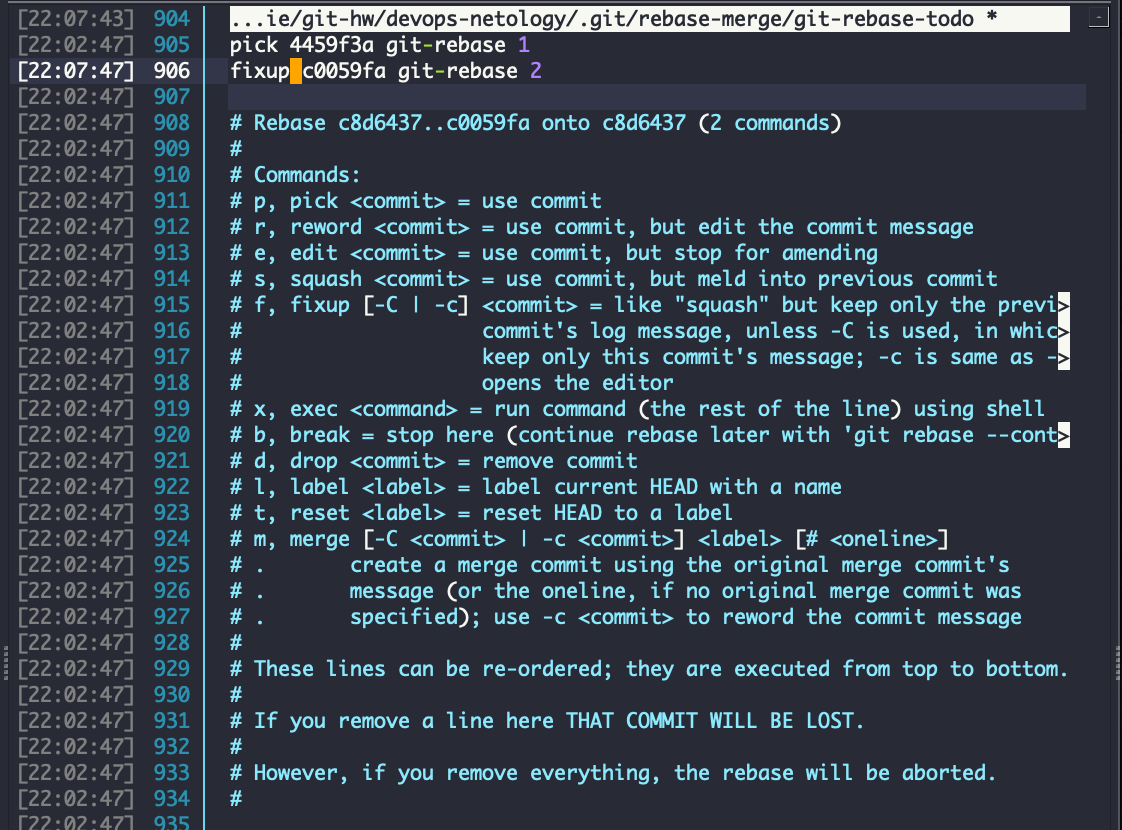 [22:07:43] 904 ...ie/git-hw/devops-netology/.git/rebase-merge/git-rebase-todo *
[22:02:47] 905 pick 4459f3a git-rebase 1
[22:07:47] 906 fixup c0059fa git-rebase 2
[22:02:47] 907
[22:02:47] 908 # Rebase c8d6437..c0059fa onto c8d6437 (2 commands)
[22:02:47] 909 #
[22:02:47] 910 # Commands:
[22:02:47] 911 # p, pick <commit> = use commit
[22:02:47] 912 # r, reword <commit> = use commit, but edit the commit message
[22:02:47] 913 # e, edit <commit> = use commit, but stop for amending
[22:02:47] 914 # s, squash <commit> = use commit, but meld into previous commit
[22:02:47] 915 # f, fixup [-C | -c] <commit> = like "squash" but keep only the previ>
[22:02:47] 916 #                    commit's log message, unless -C is used, in whic>
[22:02:47] 917 #                    keep only this commit's message; -c is same as ->
[22:02:47] 918 #                    opens the editor
[22:02:47] 919 # x, exec <command> = run command (the rest of the line) using shell
[22:02:47] 920 # b, break = stop here (continue rebase later with 'git rebase --cont>
[22:02:47] 921 # d, drop <commit> = remove commit
[22:02:47] 922 # l, label <label> = label current HEAD with a name
[22:02:47] 923 # t, reset <label> = reset HEAD to a label
[22:02:47] 924 # m, merge [-C <commit> | -c <commit>] <label> [# <oneline>]
[22:02:47] 925 # .       create a merge commit using the original merge commit's
[22:02:47] 926 # .       message (or the oneline, if no original merge commit was
[22:02:47] 927 # .       specified); use -c <commit> to reword the commit message
[22:02:47] 928 #
[22:02:47] 929 # These lines can be re-ordered; they are executed from top to bottom.
[22:02:47] 930 #
[22:02:47] 931 # If you remove a line here THAT COMMIT WILL BE LOST.
[22:02:47] 932 #
[22:02:47] 933 # However, if you remove everything, the rebase will be aborted.
[22:02:47] 934 #
[22:02:47] 935